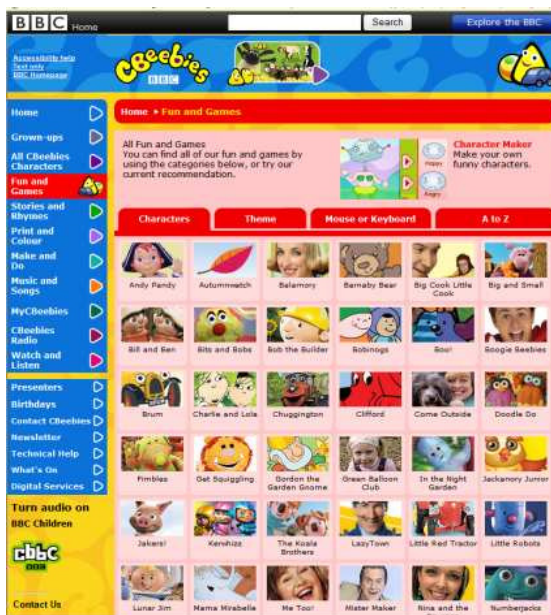 BBC Home
Search
Explore the BBC
Accessibility help
Text only
BBC Homepage
CBeebies
BBC
Home
Grown-ups
All CBeebies
Characters
Fun and
Games
Stories and
Rhymes
Print and
Colour
Make and
Do
Music and
Songs
MyCBeebies
CBeebies
Radio
Watch and
Listen
Presenters
Birthdays
Contact CBeebies
Newsletter
Technical Help
What's On
Digital Services
Turn audio on
BBC Children
cbbc
Contact Us
Home » Fun and Games
All Fun and Games
You can find all of our fun and games by
using the categories below, or try our
current recommendation.
Happy
Angry
Character Maker
Make your own
funny characters.
Characters Theme Mouse or Keyboard A to Z
Andy Pandy Autumnwatch Balamory Barnaby Bear Big Cook Little Cook Big and Small
Bill and Ben Bits and Bobs Bob the Builder Bobinogs Boo! Boogie Beebies
Brum Charlie and Lola Chuggington Clifford Come Outside Doodle Do
Fimbles Get Squiggling Gordon the Garden Gnome Green Balloon Club In the Night Garden Jackanory Junior
Jakers! Kerwhizz The Koala Brothers LazyTown Little Red Tractor Little Robots
Lunar Jim Mama Mirabelle Me Too! Mister Maker Nina and the Numberjacks